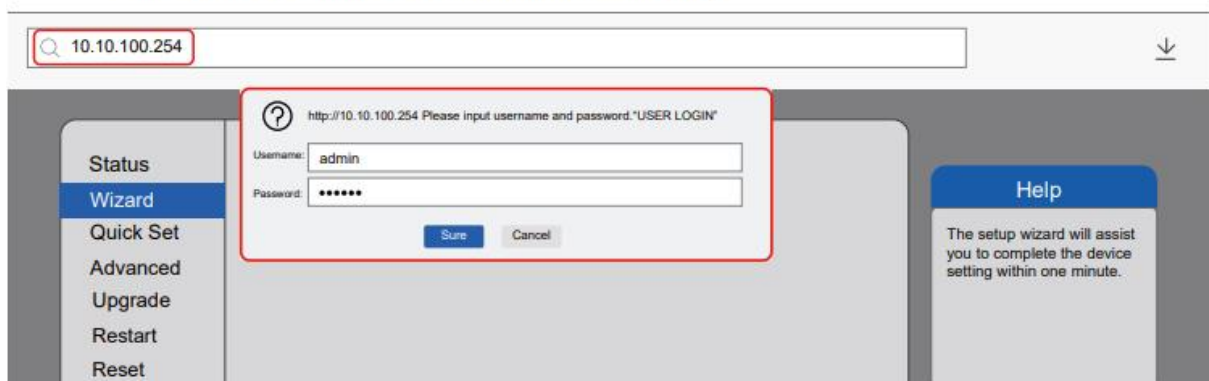 10.10.100.254
http://10.10.100.254 Please input username and password."USER LOGIN"
Username: admin
Password: ••••••
Sure Cancel
Status
Wizard
Quick Set
Advanced
Upgrade
Restart
Reset
Help
The setup wizard will assist
you to complete the device
setting within one minute.